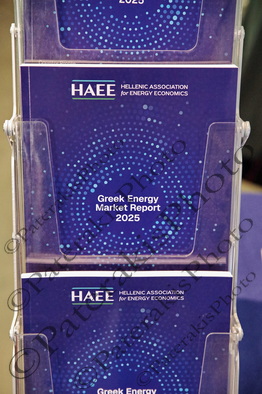 2025
HAEE HELLENIC ASSOCIATION
for ENERGY ECONOMICS
Greek Energy
Market Report
2025
HAEE HELLENIC ASSOCIATION
for ENERGY ECONOMICS
Greek Energy